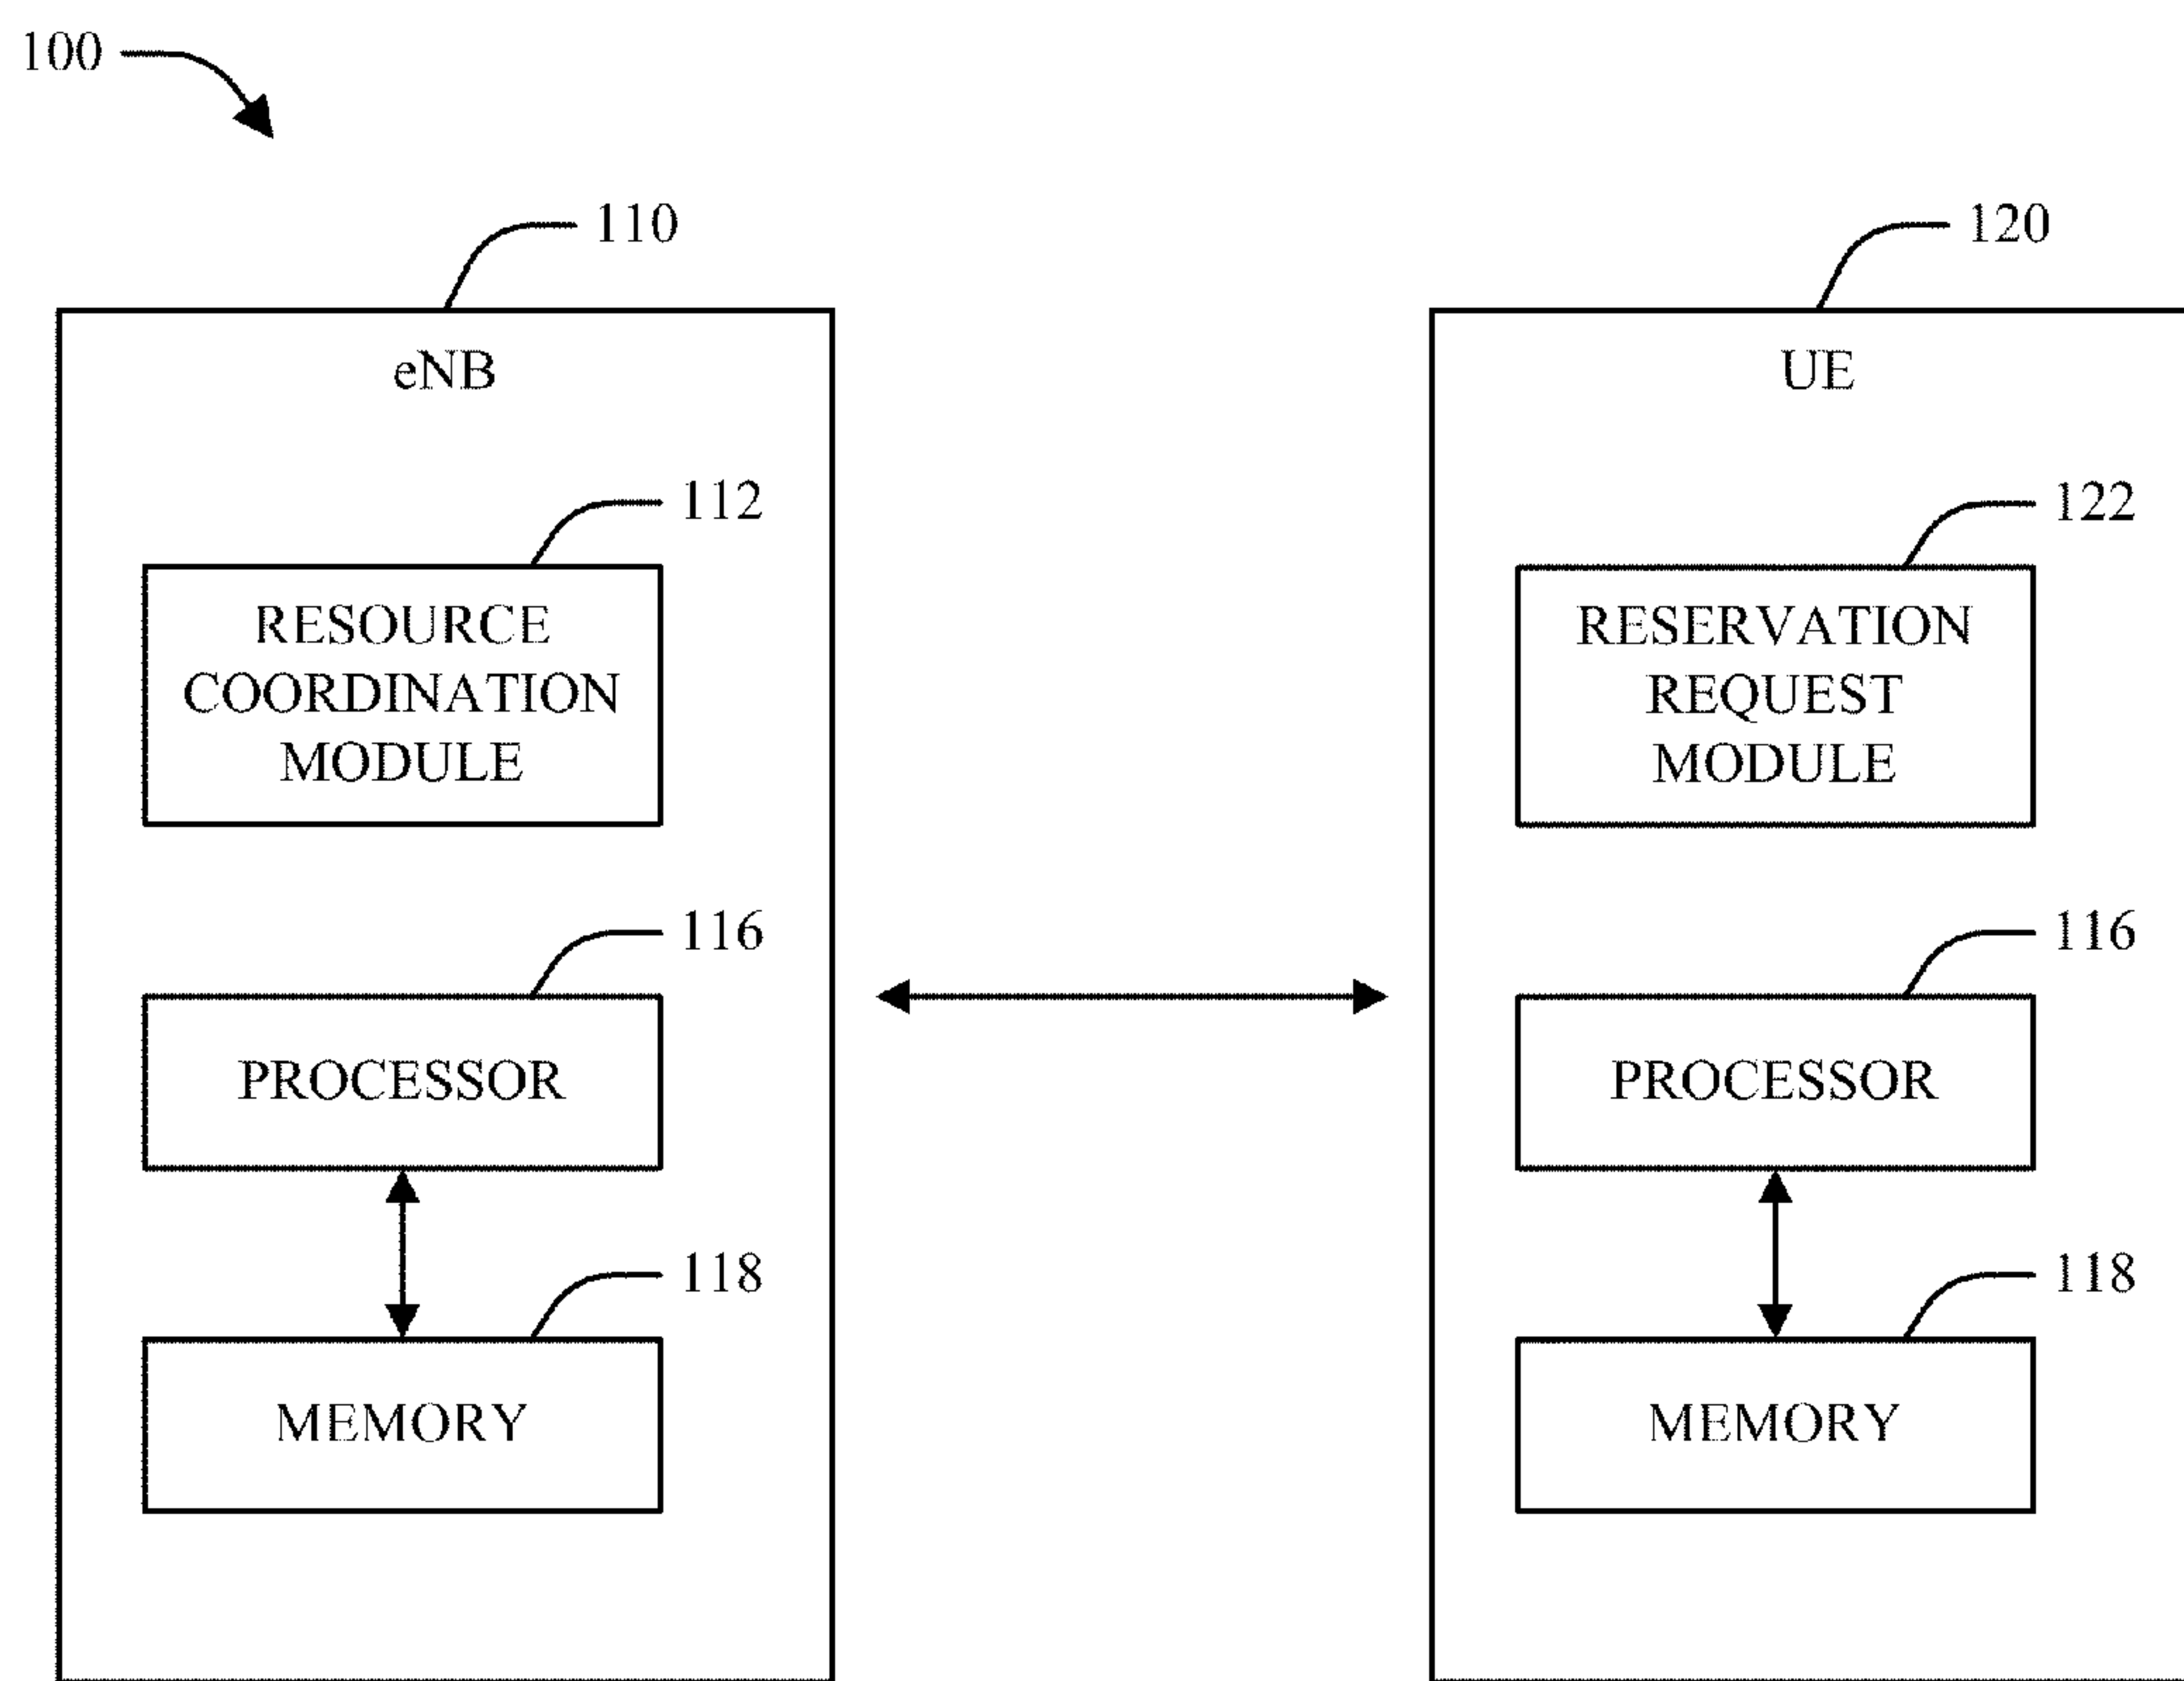 100
110
eNB
112
RESOURCE
COORDINATION
MODULE
116
PROCESSOR
118
MEMORY
120
UE
122
RESERVATION
REQUEST
MODULE
116
PROCESSOR
118
MEMORY